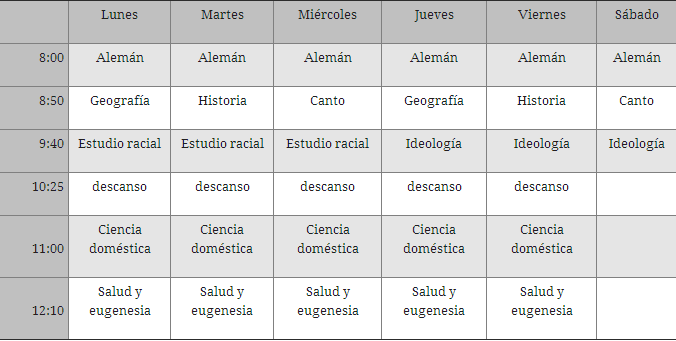 Lunes Martes Miércoles Jueves Viernes Sábado
8:00 Alemán Alemán Alemán Alemán Alemán Alemán
8:50 Geografía Historia Canto Geografía Historia Canto
9:40 Estudio racial Estudio racial Estudio racial Ideología Ideología Ideología
10:25 descanso descanso descanso descanso descanso
Ciencia Ciencia Ciencia Ciencia Ciencia
11:00 doméstica doméstica doméstica doméstica doméstica
Salud y Salud y Salud y Salud y Salud y
12:10 eugenesia eugenesia eugenesia eugenesia eugenesia